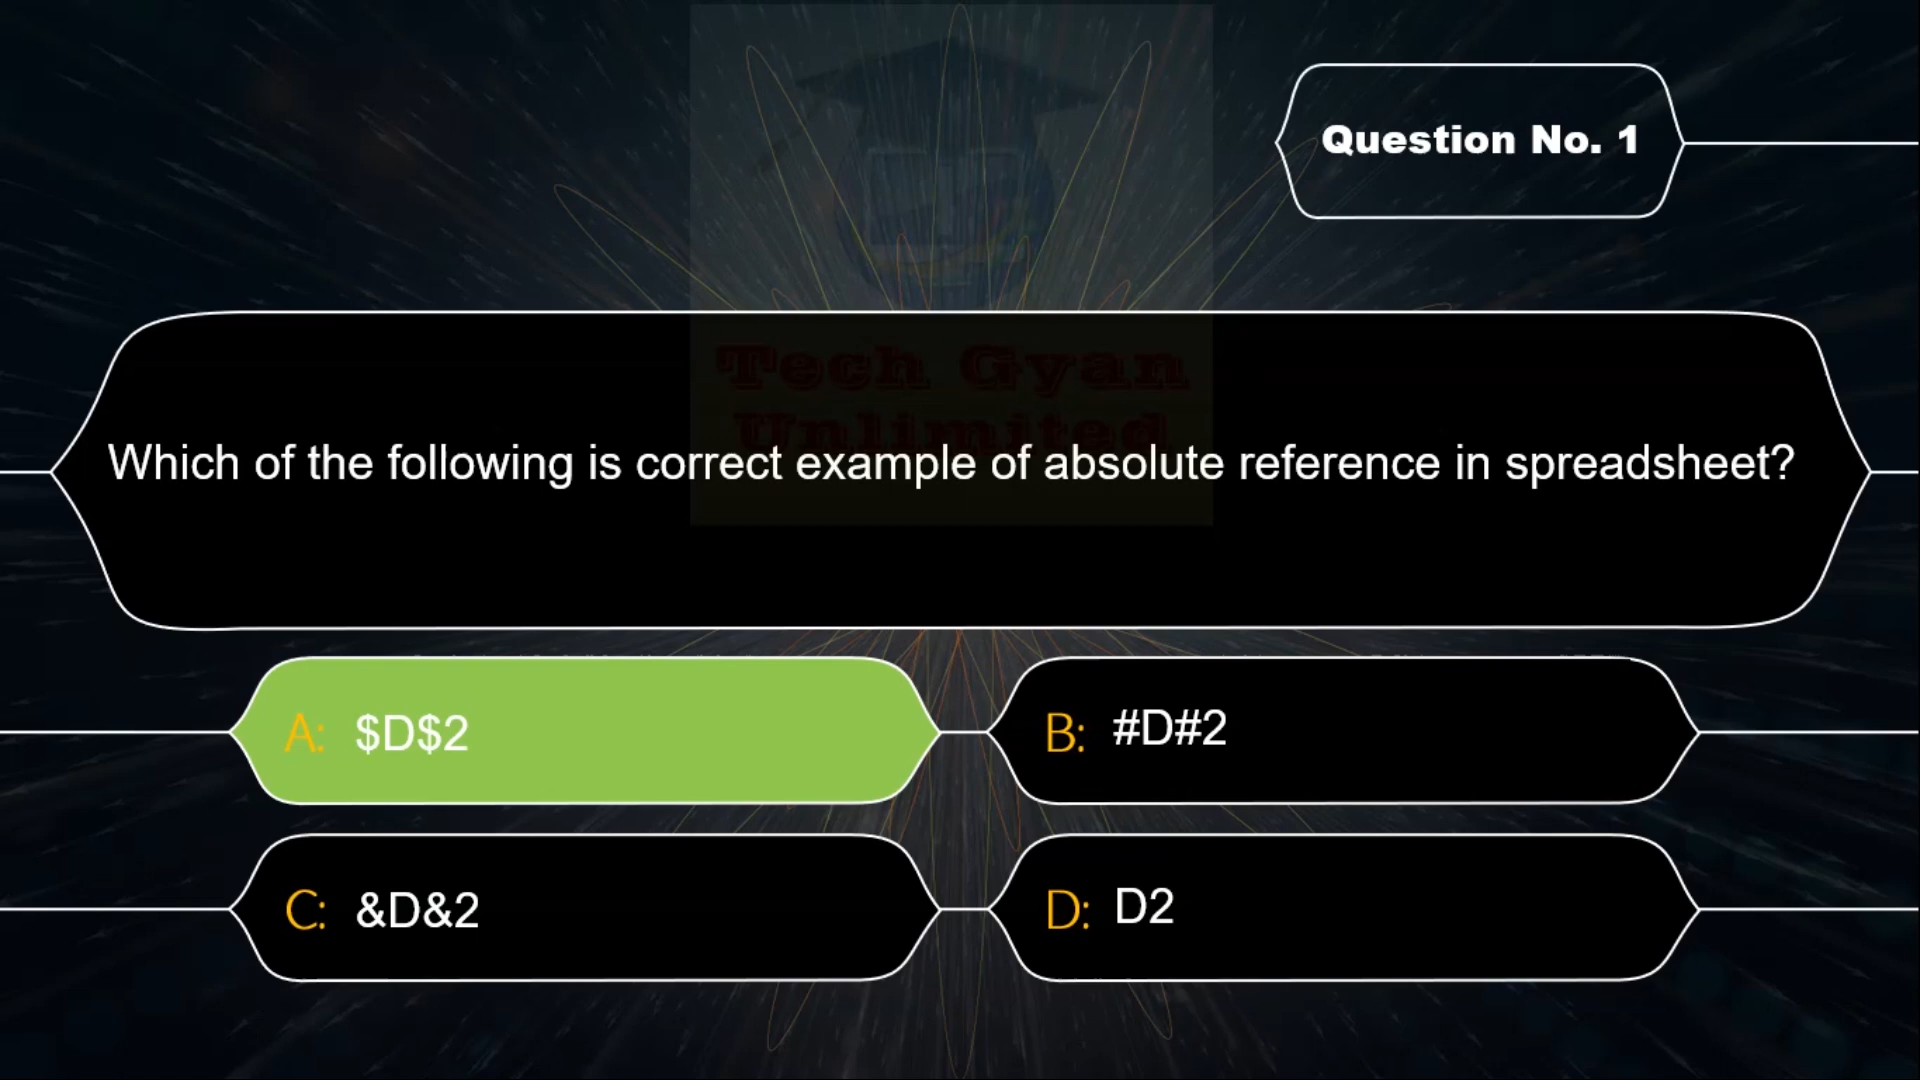 Question No. 1
Tech Gyan
Unlimited
Which of the following is correct example of absolute reference in spreadsheet?
A: $D$2
B: #D#2
C: &D&2
D: D2